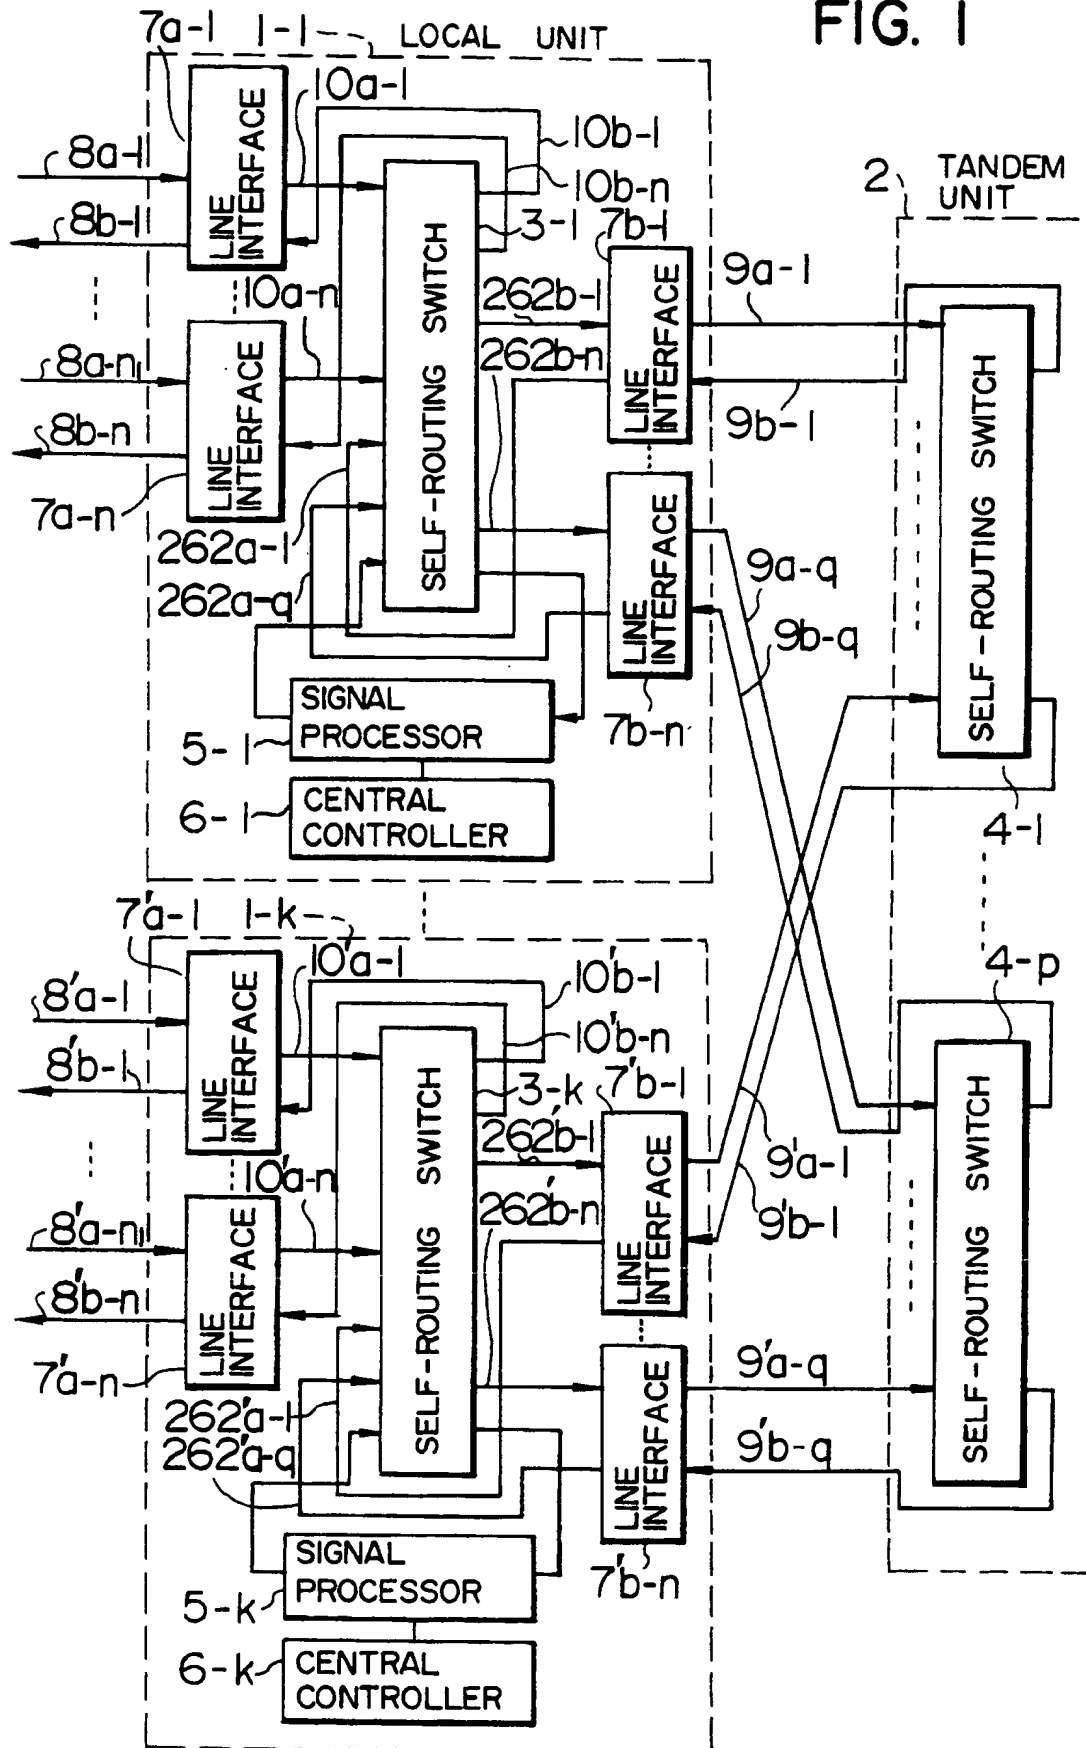 FIG. 1
7a-1
1-1
LOCAL UNIT
10a-1
10b-1
10b-n
8a-1
8b-1
LINE
INTERFACE
3-1
7b-1
2
TANDEM
UNIT
10a-n
262b-1
262b-n
9a-1
9b-1
8a-n
8b-n
LINE
INTERFACE
7a-n
SELF-ROUTING SWITCH
LINE
INTERFACE
SELF-ROUTING SWITCH
262a-1
262a-q
LINE
INTERFACE
9a-q
9b-q
7b-n
SIGNAL
PROCESSOR
5-1
CENTRAL
CONTROLLER
6-1
4-1
7'a-1
1-k
10'a-1
10'b-1
10'b-n
4-p
8'a-1
8'b-1
LINE
INTERFACE
3-k
7'b-1
262'b-1
262'b-n
10'a-n
9'a-1
9'b-1
8'a-n
8'b-n
LINE
INTERFACE
7'a-n
SELF-ROUTING SWITCH
LINE
INTERFACE
SELF-ROUTING SWITCH
262'a-1
262'a-q
LINE
INTERFACE
9'a-q
9'b-q
7'b-n
SIGNAL
PROCESSOR
5-k
CENTRAL
CONTROLLER
6-k